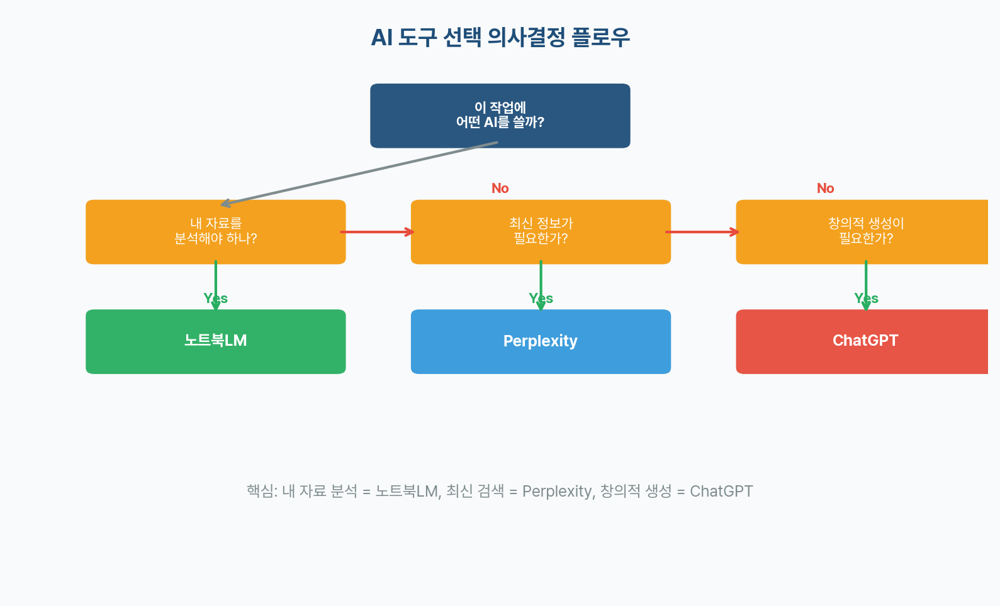 AI 도구 선택 의사결정 플로우
이 작업에
어떤 AI를 쓸까?
No
No
내 자료를
분석해야 하나?
최신 정보가
필요한가?
창의적 생성이
필요한가?
Yes
Yes
Yes
노트북LM
Perplexity
ChatGPT
핵심: 내 자료 분석 = 노트북LM, 최신 검색 = Perplexity, 창의적 생성 = ChatGPT